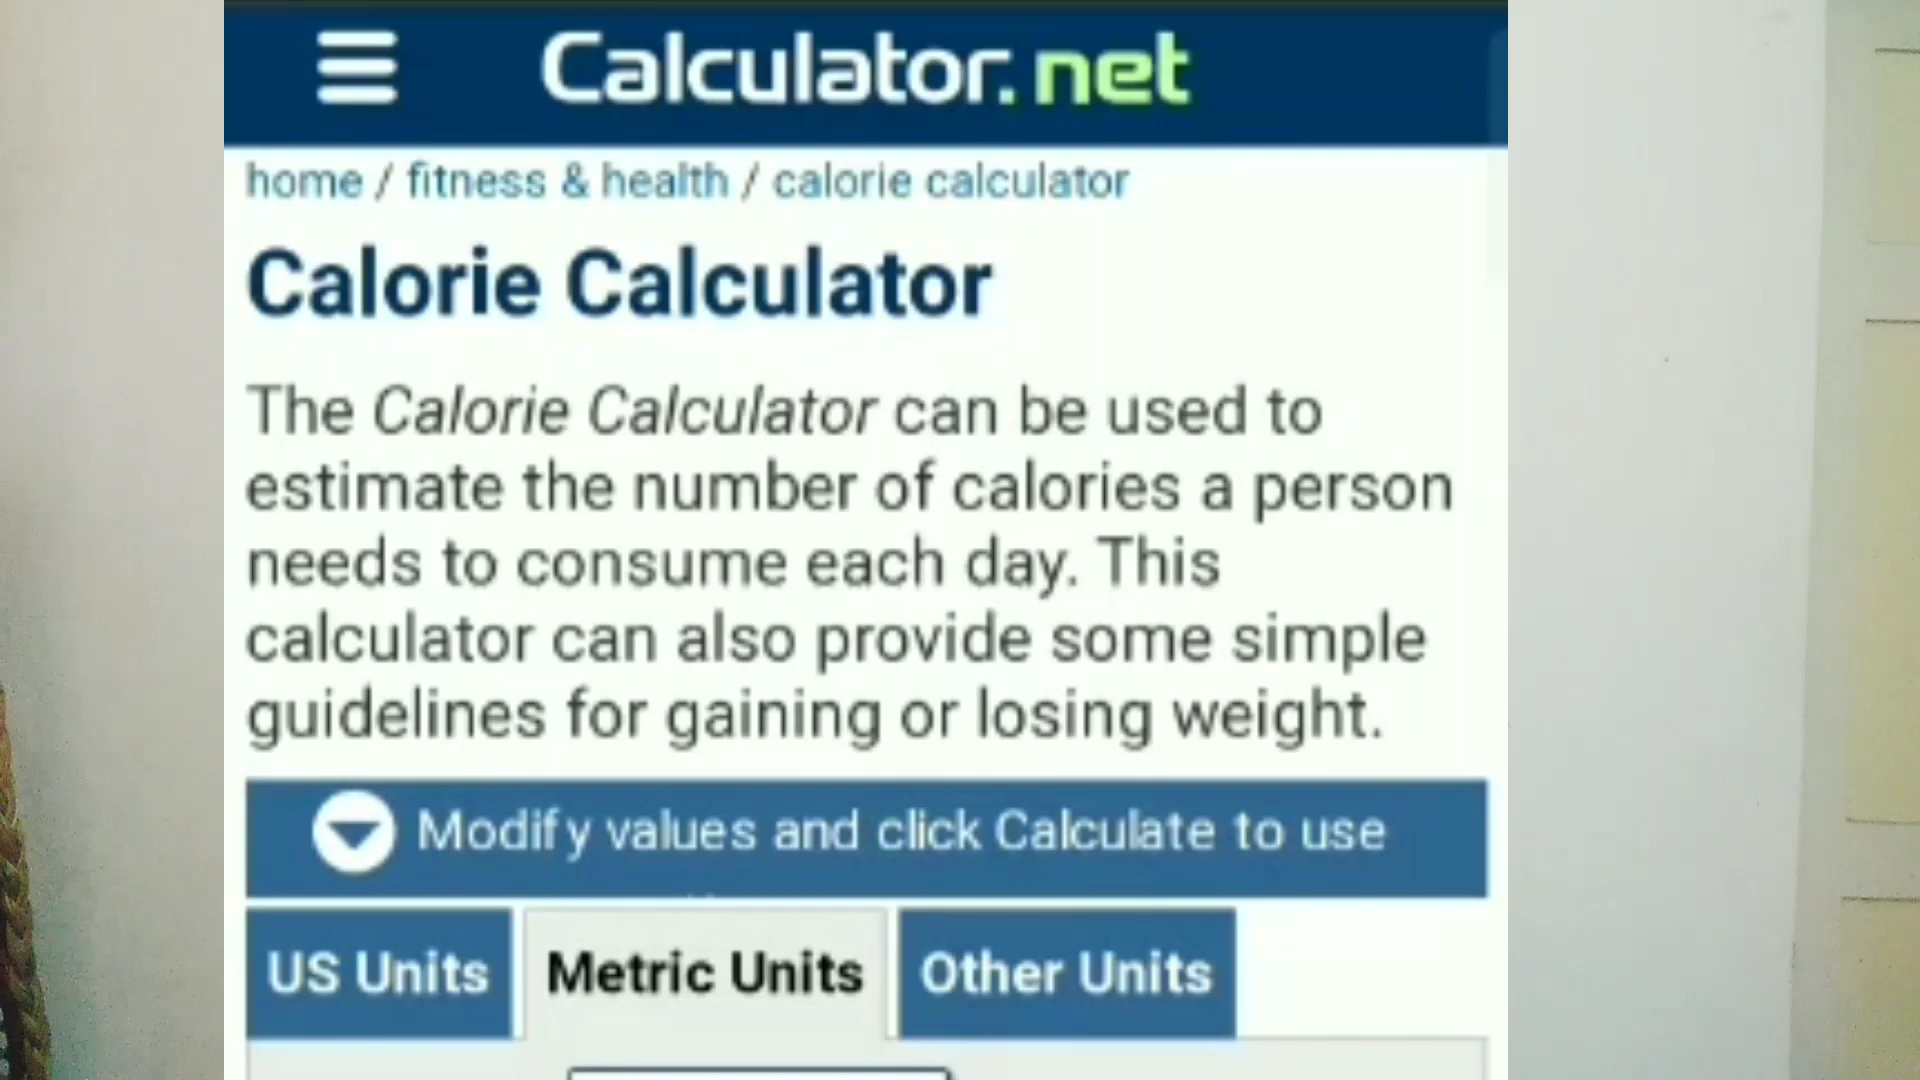 Calculator.net
home / fitness & health / calorie calculator
Calorie Calculator
The Calorie Calculator can be used to
estimate the number of calories a person
needs to consume each day. This
calculator can also provide some simple
guidelines for gaining or losing weight.
Modify values and click Calculate to use
US Units Metric Units Other Units